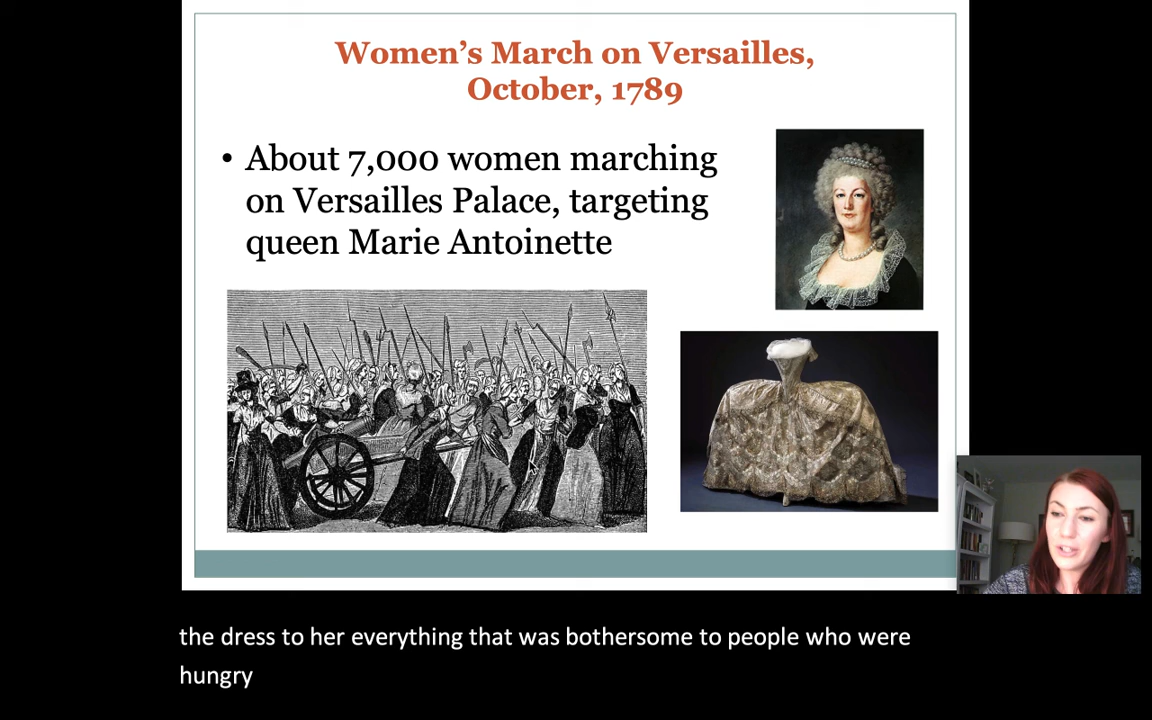 Women’s March on Versailles,
October, 1789
• About 7,000 women marching
on Versailles Palace, targeting
queen Marie Antoinette
the dress to her everything that was bothersome to people who were
hungry